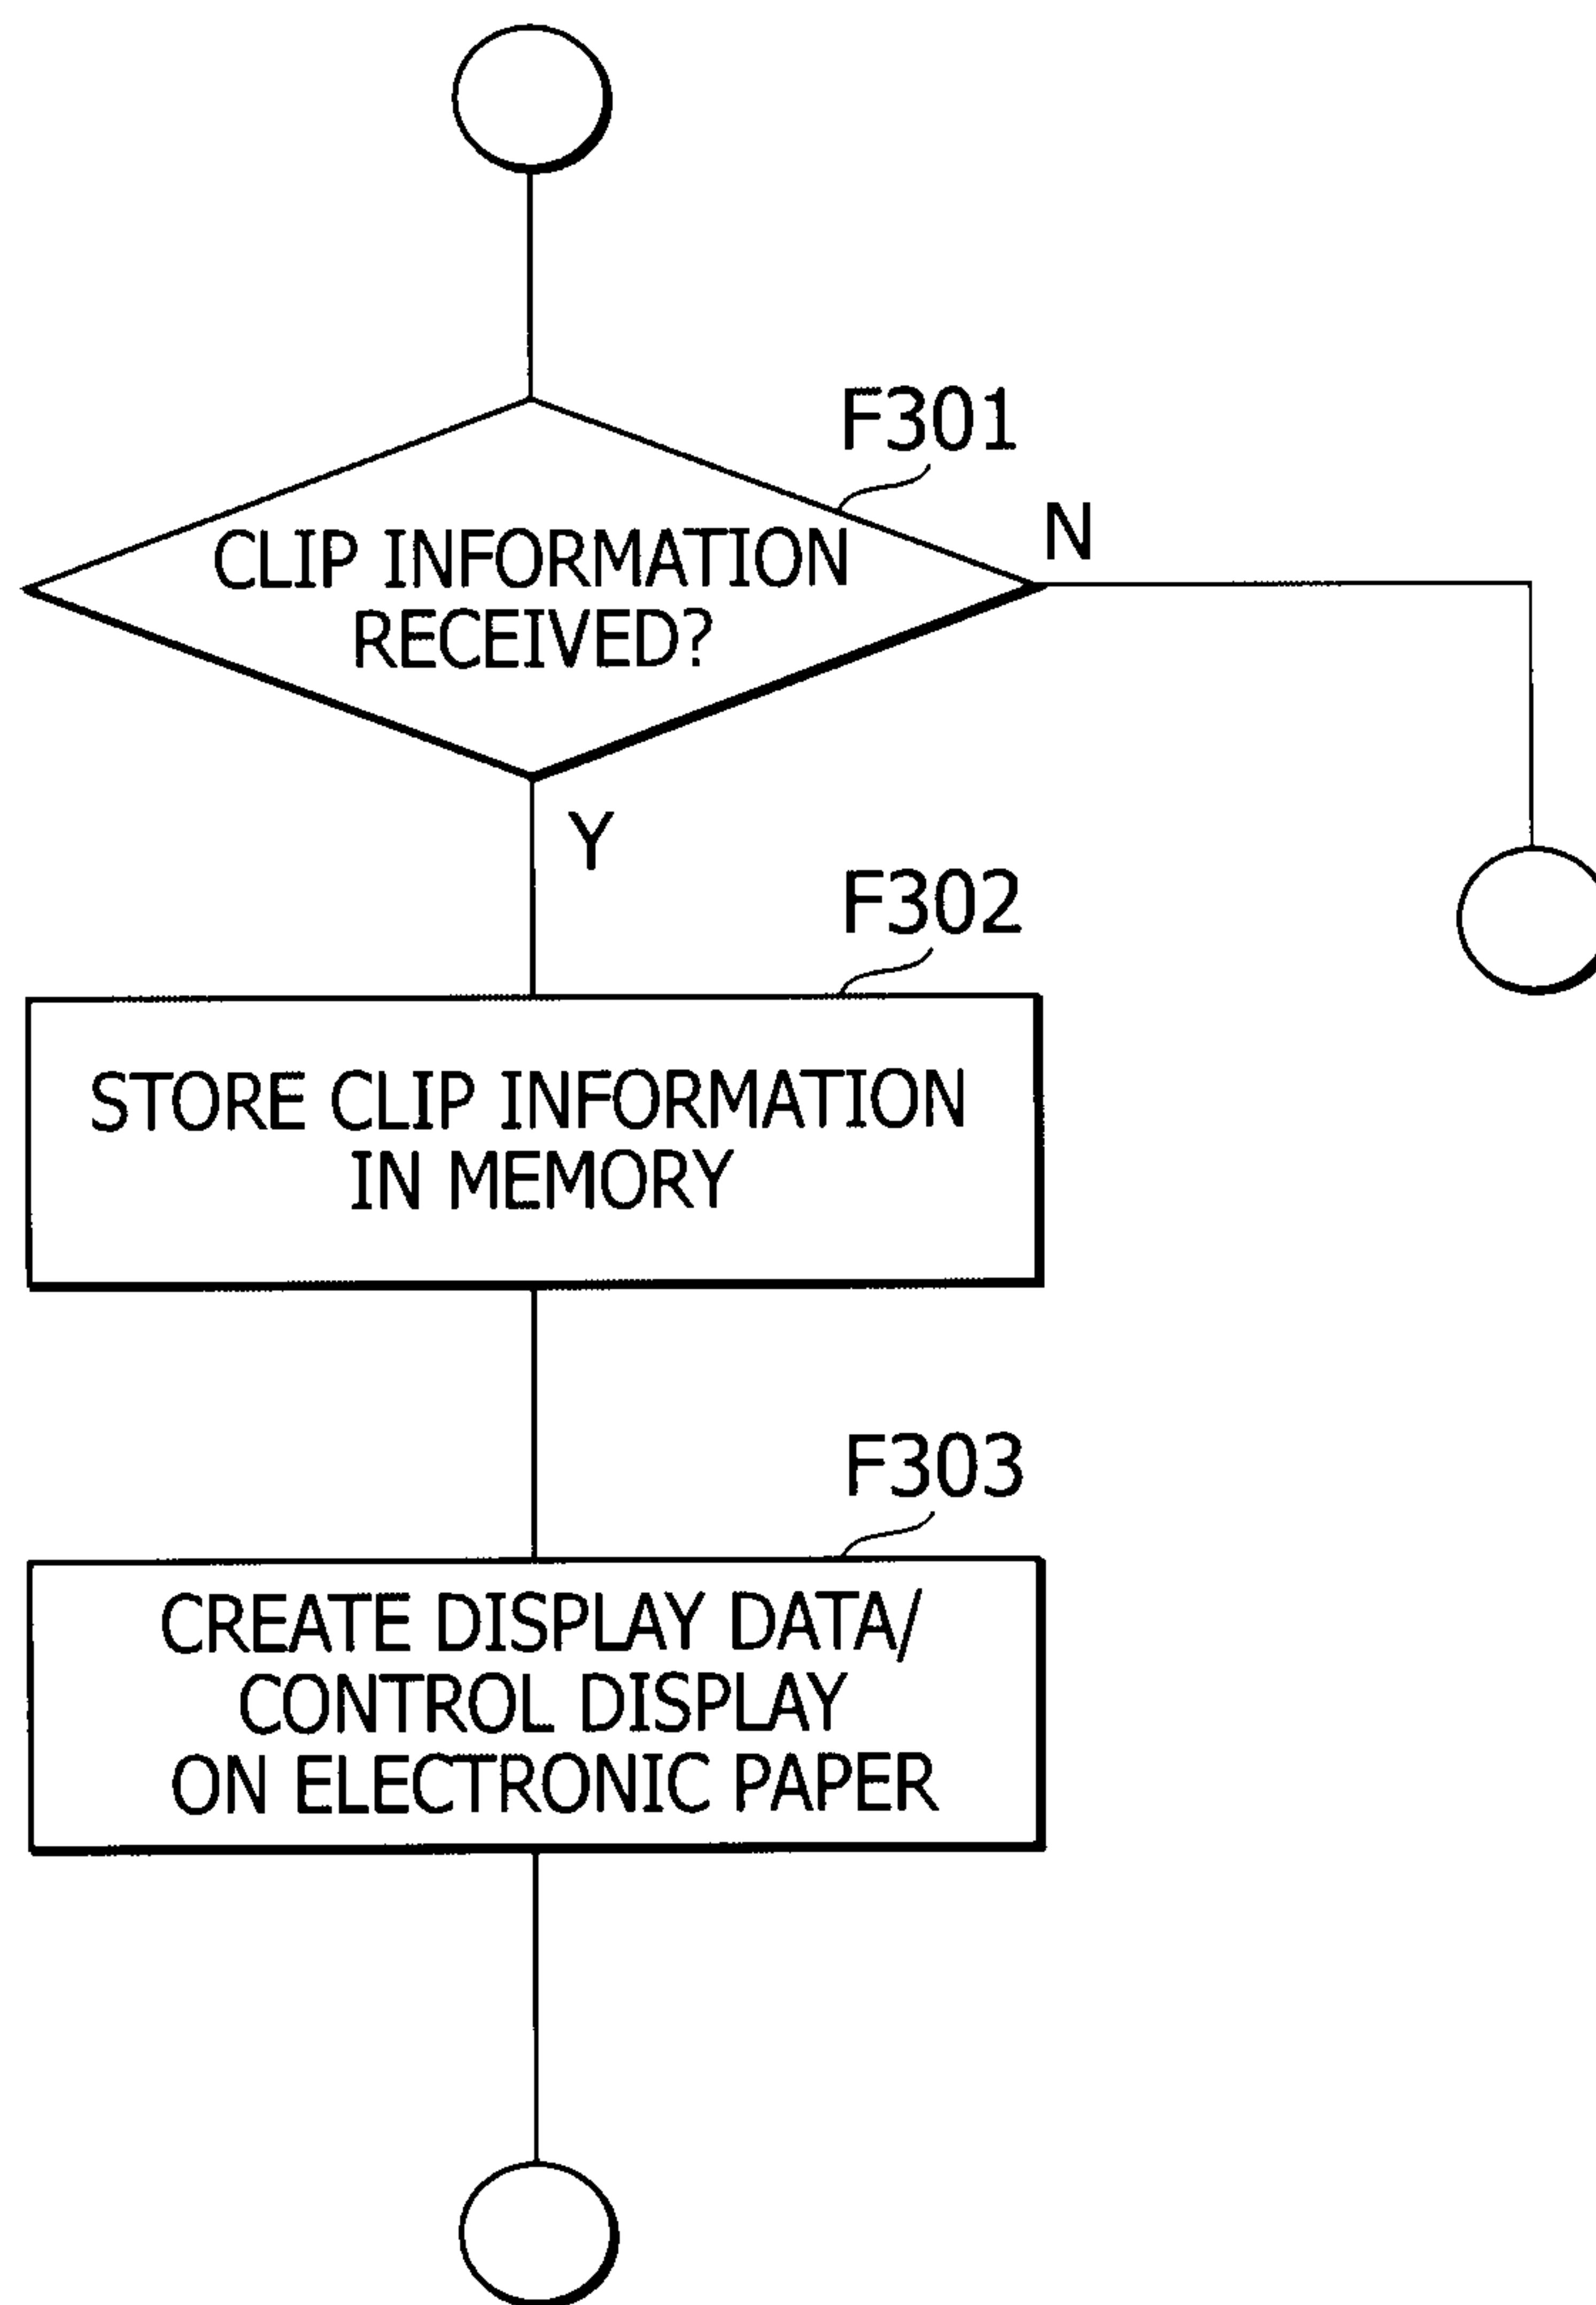 F301
CLIP INFORMATION
RECEIVED?
N
Y
F302
STORE CLIP INFORMATION
IN MEMORY
F303
CREATE DISPLAY DATA/
CONTROL DISPLAY
ON ELECTRONIC PAPER